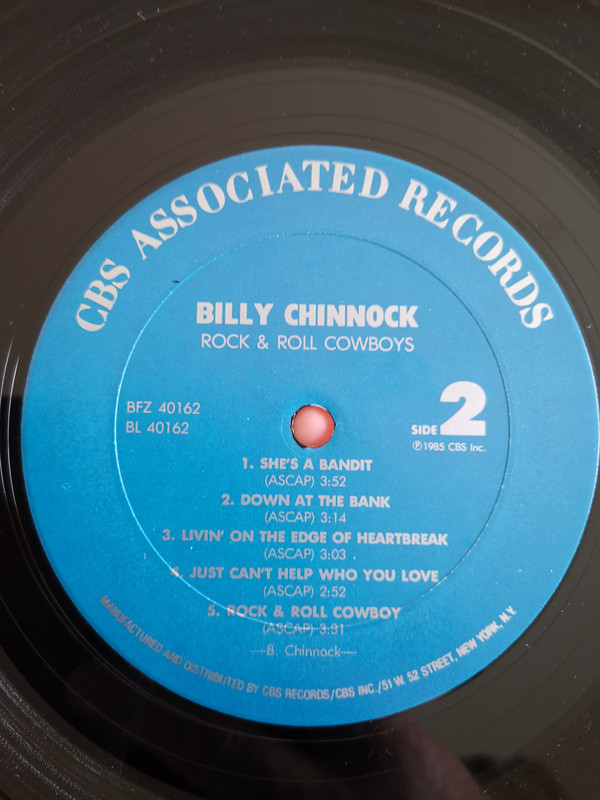 CBS ASSOCIATED RECORDS
BILLY CHINNOCK
ROCK & ROLL COWBOYS
BFZ 40162
BL 40162
SIDE 2
Ⓟ1985 CBS Inc.
1. SHE'S A BANDIT
(ASCAP) 3:52
2. DOWN AT THE BANK
(ASCAP) 3:14
3. LIVIN' ON THE EDGE OF HEARTBREAK
(ASCAP) 3:03
4. JUST CAN'T HELP WHO YOU LOVE
(ASCAP) 2:52
5. ROCK & ROLL COWBOY
(ASCAP) 3:31
—B. Chinnock—
MANUFACTURED AND DISTRIBUTED BY CBS RECORDS/CBS INC./51 W. 52 STREET, NEW YORK, N.Y.